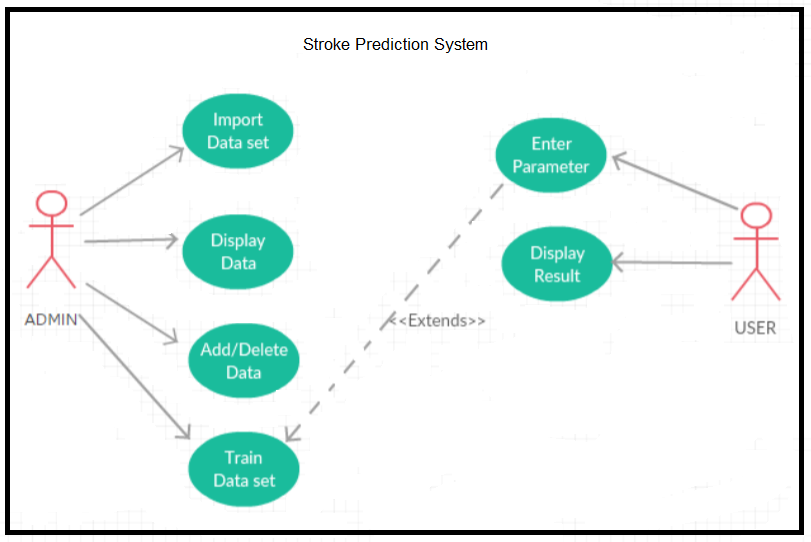 Stroke Prediction System
Import
Data set
Enter
Parameter
Display
Data
Display
Result
ADMIN
<<Extends>>
USER
Add/Delete
Data
Train
Data set